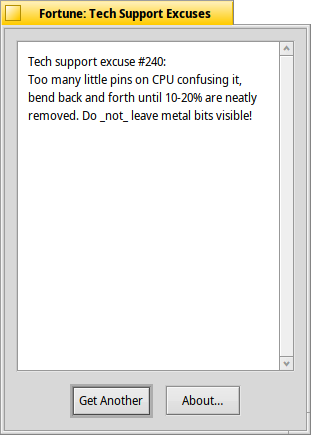 Fortune: Tech Support Excuses
Tech support excuse #240:
Too many little pins on CPU confusing it,
bend back and forth until 10-20% are neatly
removed. Do _not_ leave metal bits visible!
Get Another
About...